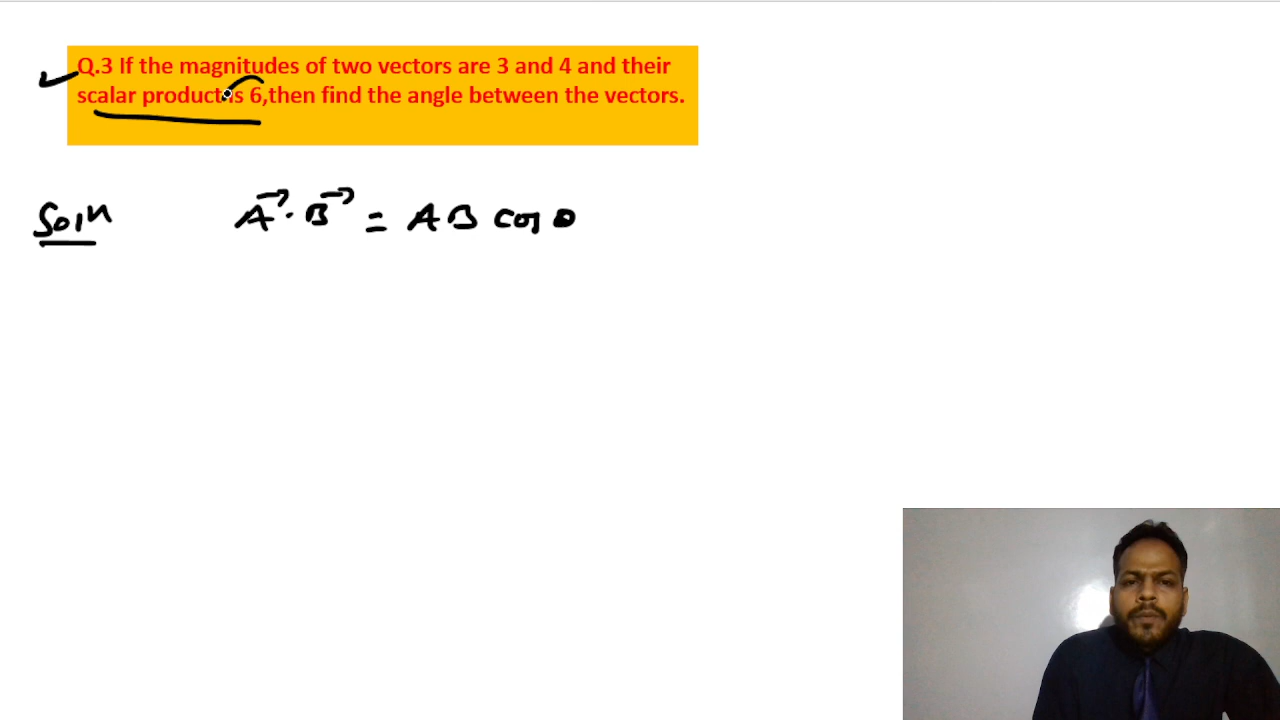 Q.3 If the magnitudes of two vectors are 3 and 4 and their
scalar product is 6,then find the angle between the vectors.
Solⁿ A⃗ · B⃗ = A B cos θ